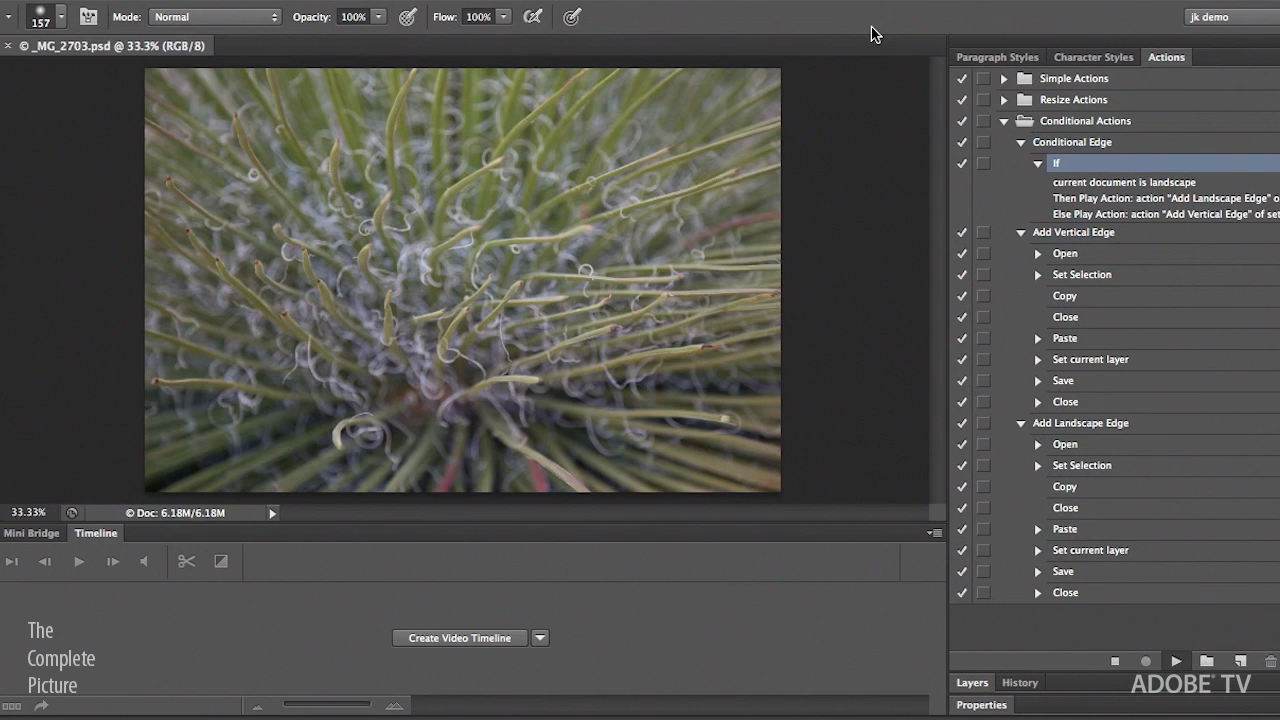 157
Mode: Normal
Opacity: 100%
Flow: 100%
jk demo
© _MG_2703.psd @ 33.3% (RGB/8)
Paragraph Styles
Character Styles
Actions
Simple Actions
Resize Actions
Conditional Actions
Conditional Edge
If
current document is landscape
Then Play Action: action "Add Landscape Edge" o
Else Play Action: action "Add Vertical Edge" of se
Add Vertical Edge
Open
Set Selection
Copy
Close
Paste
Set current layer
Save
Close
Add Landscape Edge
Open
Set Selection
Copy
Close
Paste
Set current layer
Save
Close
33.33%
© Doc: 6.18M/6.18M
Mini Bridge
Timeline
Create Video Timeline
The
Complete
Picture
Layers
History
ADOBE® TV
Properties